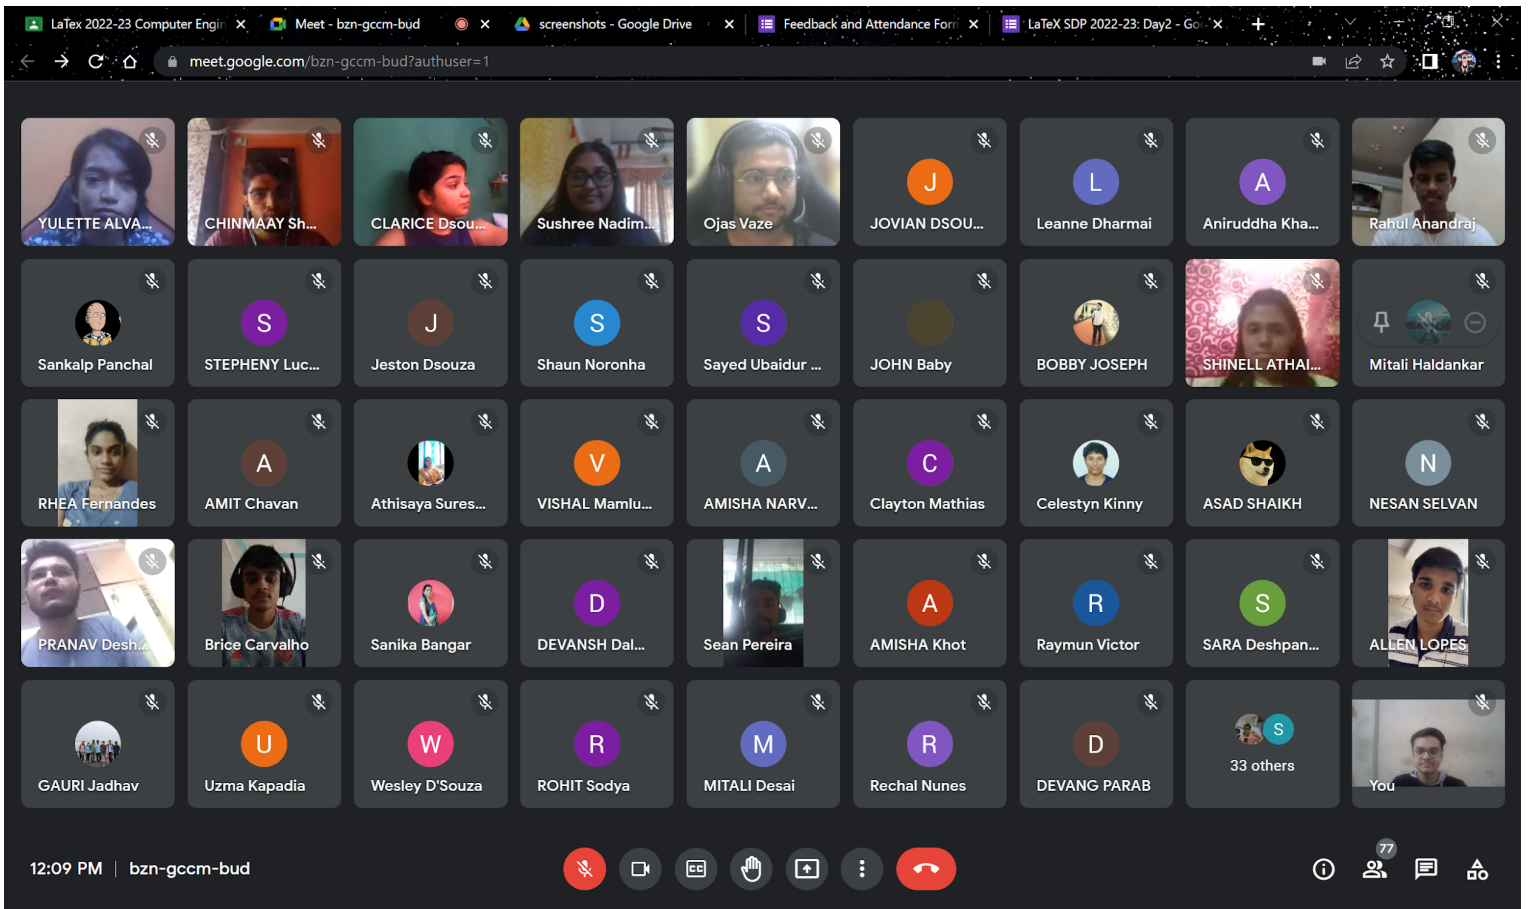 LaTex 2022-23 Computer Engin
Meet - bzn-gccm-bud
screenshots - Google Drive
Feedback and Attendance Form
LaTeX SDP 2022-23: Day2 - Go
meet.google.com/bzn-gccm-bud?authuser=1
YULETTE ALVA...
CHINMAAY Sh...
CLARICE Dsou...
Sushree Nadim...
Ojas Vaze
J
JOVIAN DSOU...
L
Leanne Dharmai
A
Aniruddha Kha...
Rahul Anandraj
Sankalp Panchal
S
STEPHENY Luc...
J
Jeston Dsouza
S
Shaun Noronha
S
Sayed Ubaidur ...
JOHN Baby
BOBBY JOSEPH
SHINELL ATHAI...
Mitali Haldankar
RHEA Fernandes
A
AMIT Chavan
Athisaya Sures...
V
VISHAL Mamlu...
A
AMISHA NARV...
C
Clayton Mathias
Celestyn Kinny
ASAD SHAIKH
N
NESAN SELVAN
PRANAV Desh...
Brice Carvalho
Sanika Bangar
D
DEVANSH Dal...
Sean Pereira
A
AMISHA Khot
R
Raymun Victor
S
SARA Deshpan...
ALLEN LOPES
GAURI Jadhav
U
Uzma Kapadia
W
Wesley D'Souza
R
ROHIT Sodya
M
MITALI Desai
R
Rechal Nunes
D
DEVANG PARAB
S
33 others
You
12:09 PM | bzn-gccm-bud
CC
77